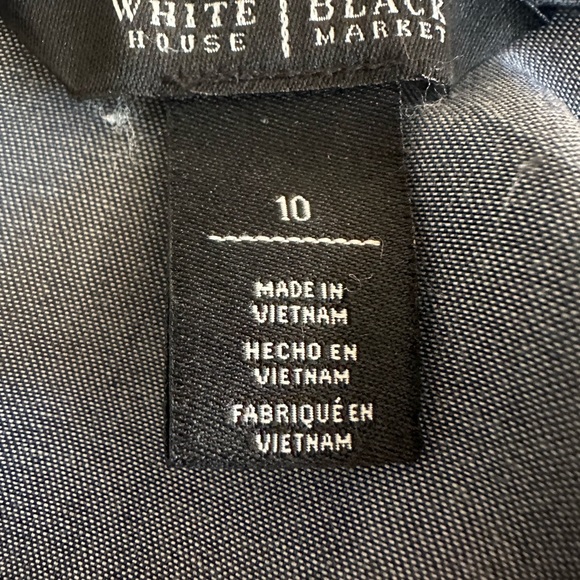 WHITE | BLACK
HOUSE | MARKET
10
MADE IN
VIETNAM
HECHO EN
VIETNAM
FABRIQUÉ EN
VIETNAM